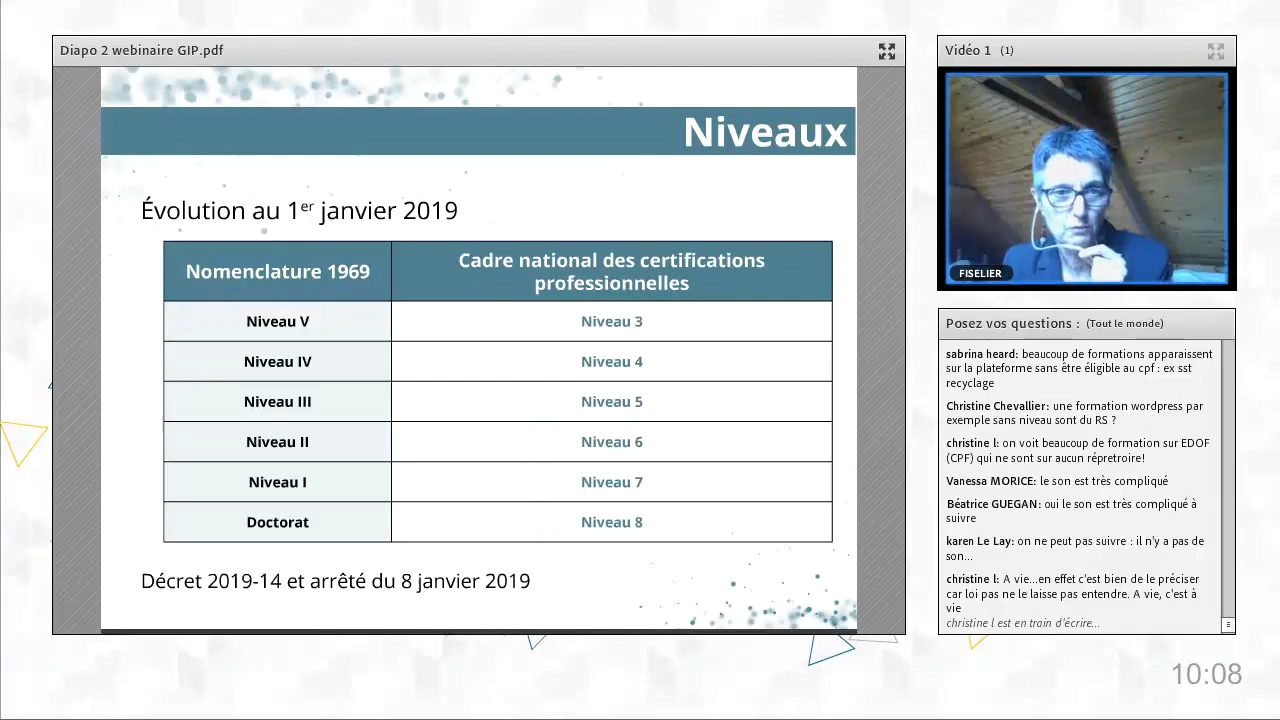 Diapo 2 webinaire GIP.pdf
Niveaux
Évolution au 1er janvier 2019
Nomenclature 1969
Cadre national des certifications
professionnelles
Niveau V
Niveau 3
Niveau IV
Niveau 4
Niveau III
Niveau 5
Niveau II
Niveau 6
Niveau I
Niveau 7
Doctorat
Niveau 8
Décret 2019-14 et arrêté du 8 janvier 2019
Vidéo 1 (1)
FISELIER
Posez vos questions : (Tout le monde)
sabrina heard: beaucoup de formations apparaissent
sur la plateforme sans être éligible au cpf : ex sst
recyclage
Christine Chevallier: une formation wordpress par
exemple sans niveau sont du RS ?
christine l: on voit beaucoup de formation sur EDOF
(CPF) qui ne sont sur aucun répretroire!
Vanessa MORICE: le son est très compliqué
Béatrice GUEGAN: oui le son est très compliqué à
suivre
karen Le Lay: on ne peut pas suivre : il n'y a pas de
son...
christine l: A vie...en effet c'est bien de le préciser
car loi pas ne le laisse pas entendre. A vie, c'est à
vie
christine l est en train d'écrire...
10:08